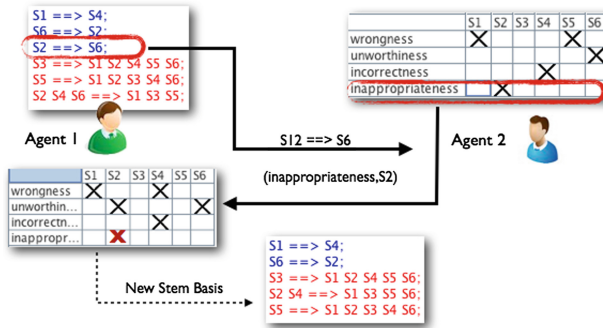 S1 ==> S4;
S6 ==> S2;
S2 ==> S6;
S3 ==> S1 S2 S4 S5 S6;
S5 ==> S1 S2 S3 S4 S6;
S2 S4 S6 ==> S1 S3 S5;
Agent 1
S1 S2 S3 S4 S5 S6
wrongness X X
unworthiness X
incorrectness X
inappropriateness X
Agent 2
S12 ==> S6
(inappropriateness,S2)
S1 S2 S3 S4 S5 S6
wrongness X X
unworthin... X X
incorrectn... X
inappropr... X
New Stem Basis
S1 ==> S4;
S6 ==> S2;
S3 ==> S1 S2 S4 S5 S6;
S2 S4 ==> S1 S3 S5 S6;
S5 ==> S1 S2 S3 S4 S6;